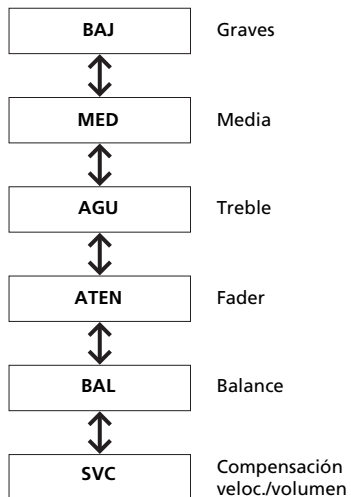 BAJ Graves
MED Media
AGU Treble
ATEN Fader
BAL Balance
SVC Compensación
veloc./volumen